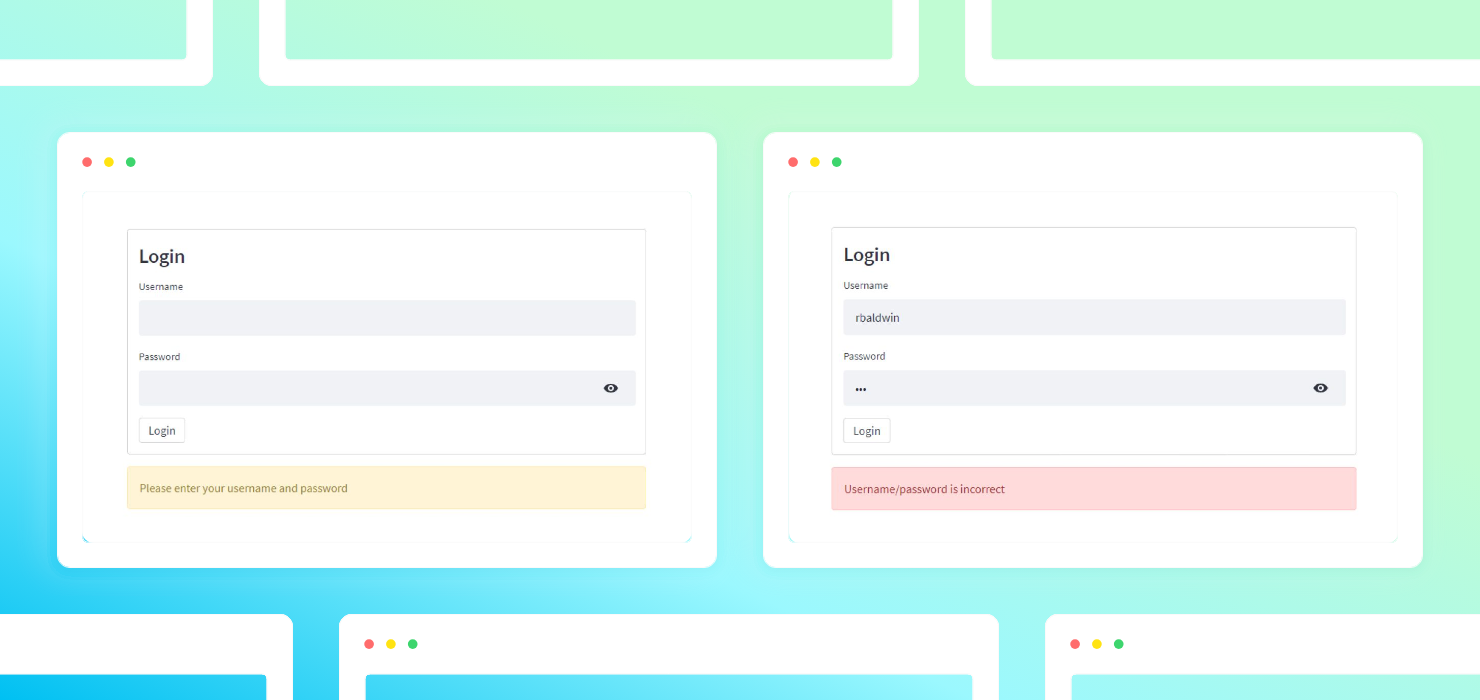 Login
Username
Password
Login
Please enter your username and password
Login
Username
rbaldwin
Password
•••
Login
Username/password is incorrect